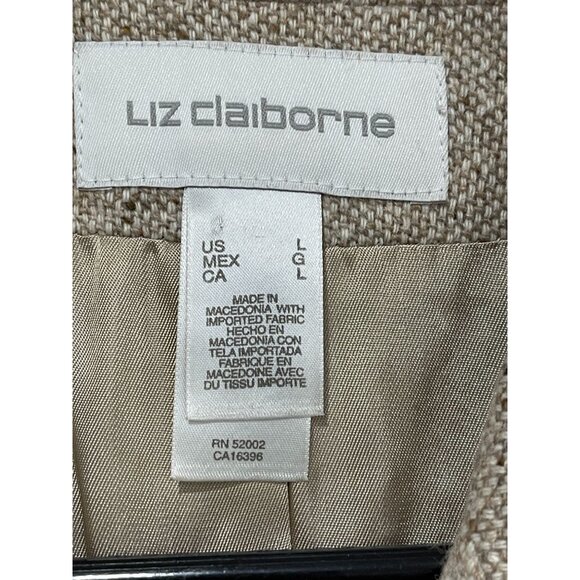 Liz claiborne
US L
MEX G
CA L
MADE IN
MACEDONIA WITH
IMPORTED FABRIC
HECHO EN
MACEDONIA CON
TELA IMPORTADA
FABRIQUE EN
MACEDOINE AVEC
DU TISSU IMPORTE
RN 52002
CA16396